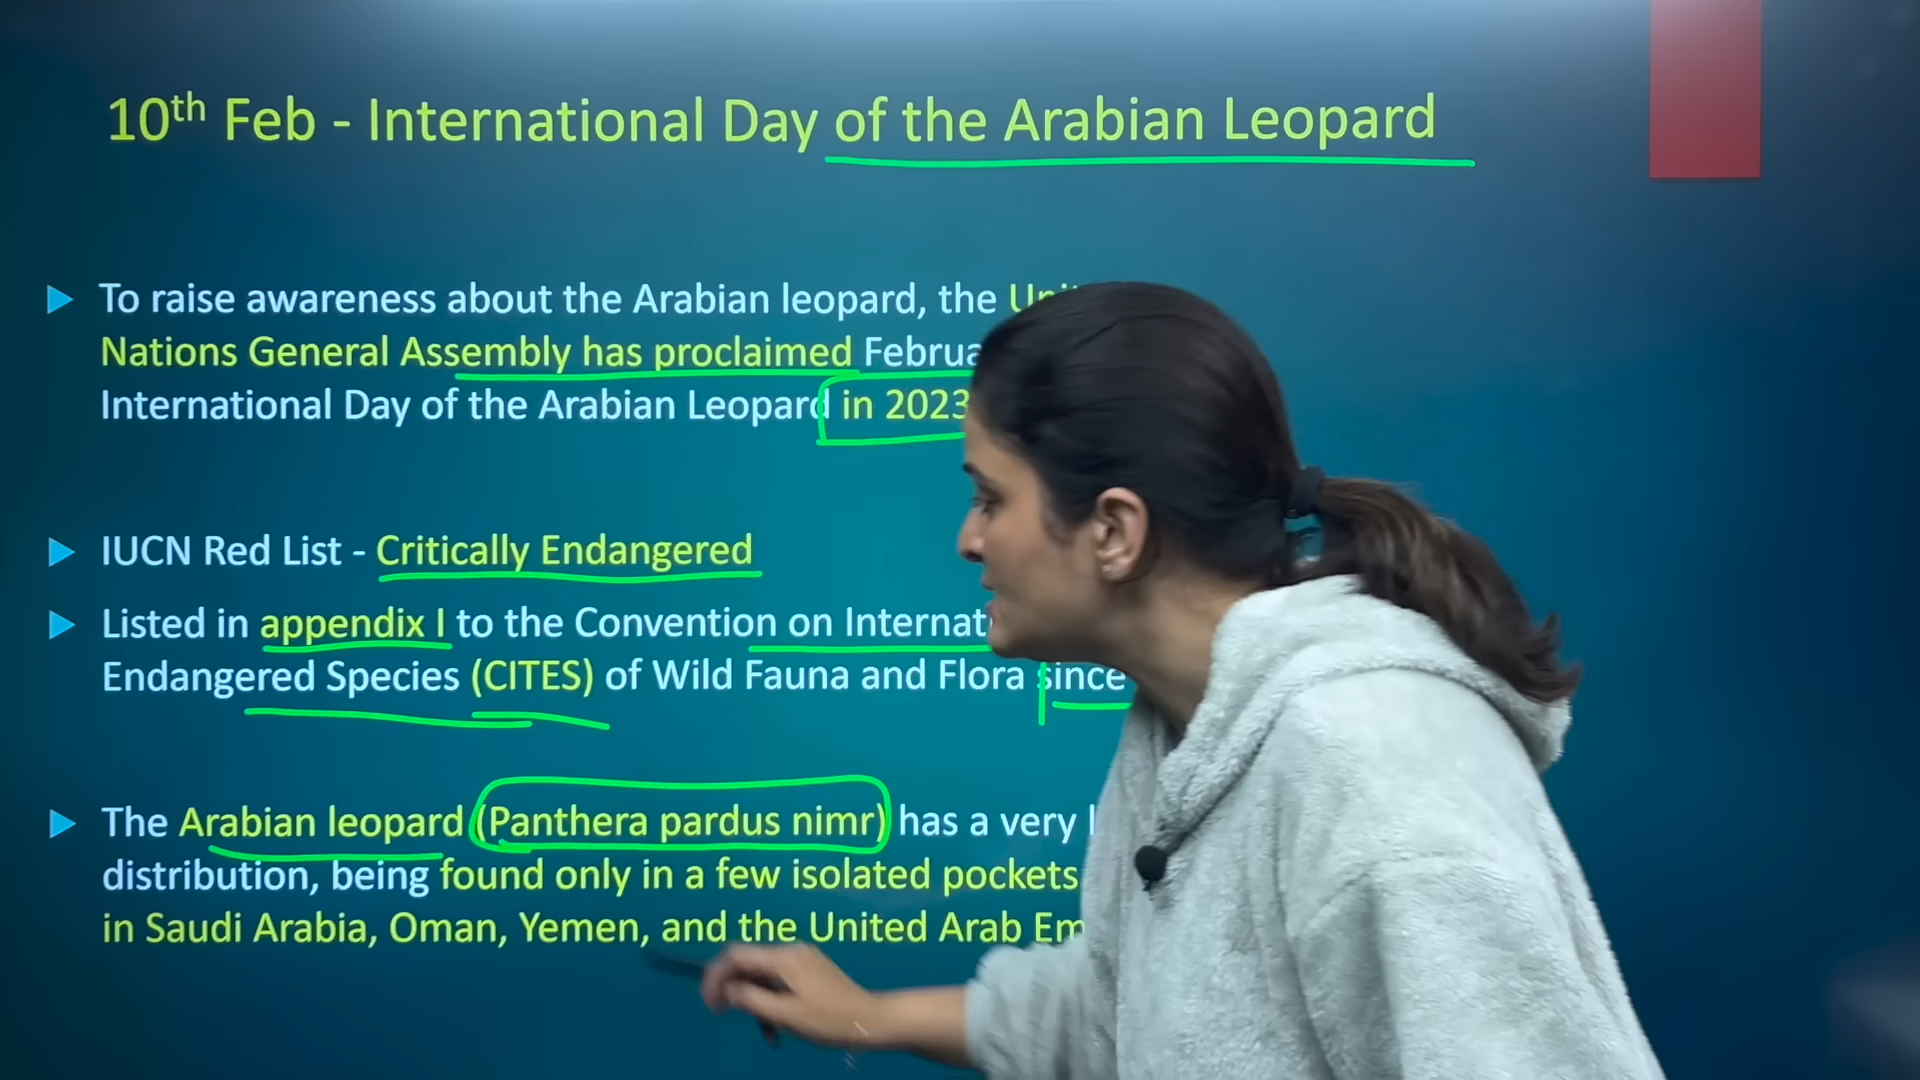 10th Feb - International Day of the Arabian Leopard
To raise awareness about the Arabian leopard, the
Nations General Assembly has proclaimed
International Day of the Arabian Leopard in 2023
IUCN Red List - Critically Endangered
Listed in appendix I to the Convention on
Endangered Species (CITES) of Wild Fauna and Flora since
The Arabian leopard (Panthera pardus nimr) has a very
distribution, being found only in a few isolated pockets
in Saudi Arabia, Oman, Yemen, and the United Arab